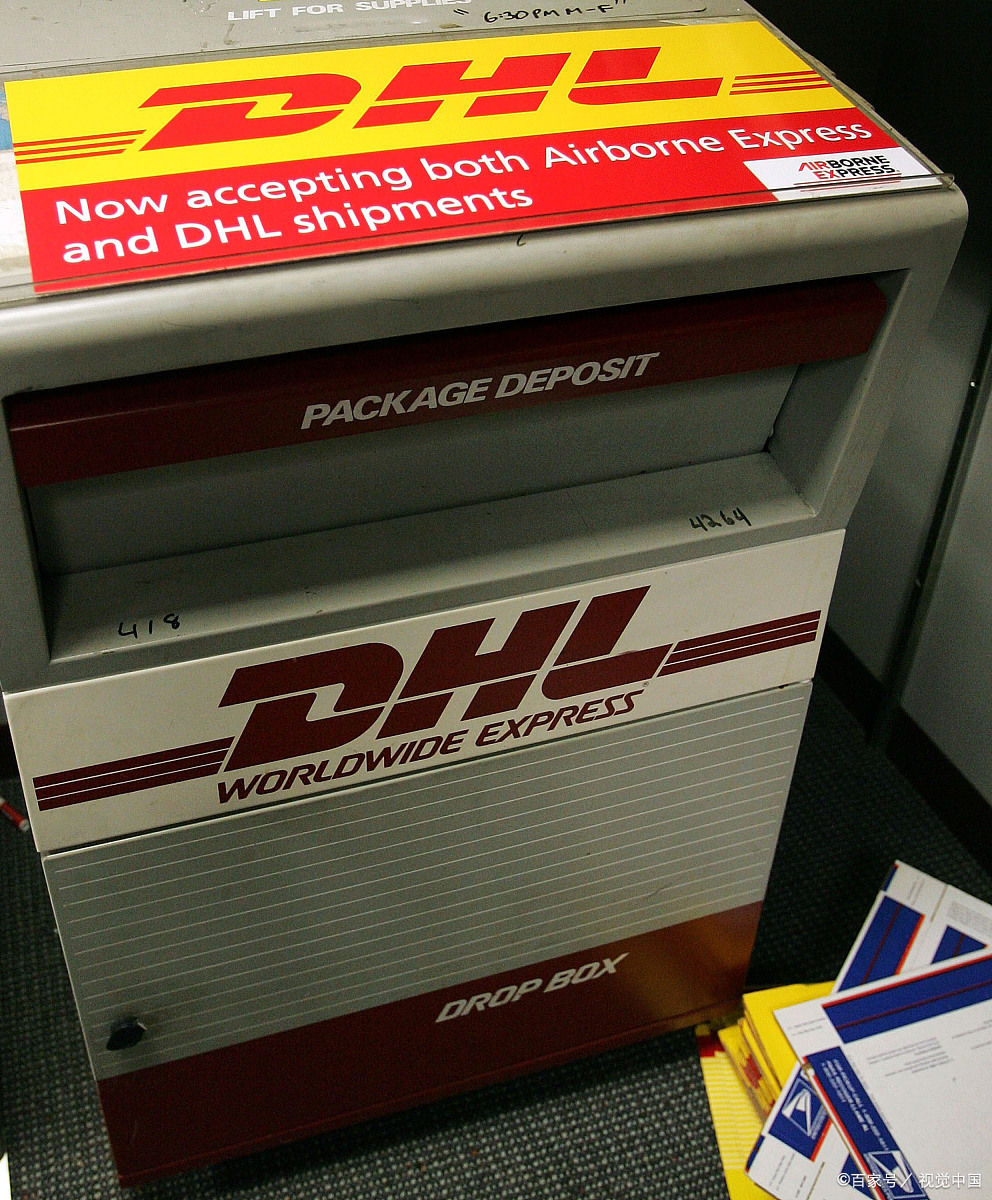 LIFT FOR SUPPLIES
"6:30PM M-F"
DHL
Now accepting both Airborne Express
and DHL shipments
AIRBORNE
EXPRESS
PACKAGE DEPOSIT
4264
418
DHL
WORLDWIDE EXPRESS
DROP BOX
©百家号／视觉中国